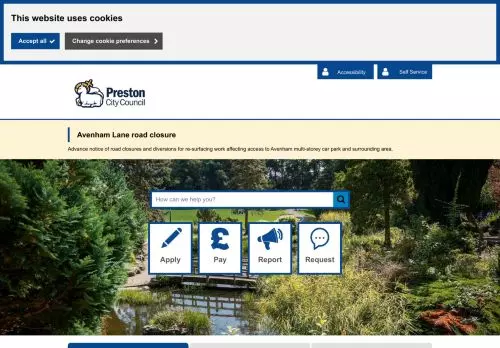 This website uses cookies
Accept all
Change cookie preferences
Accessibility
Self Service
Preston
City Council
Avenham Lane road closure
Advance notice of road closures and diversions for re-surfacing work affecting access to Avenham multi-storey car park and surrounding area.
How can we help you?
Apply
Pay
Report
Request